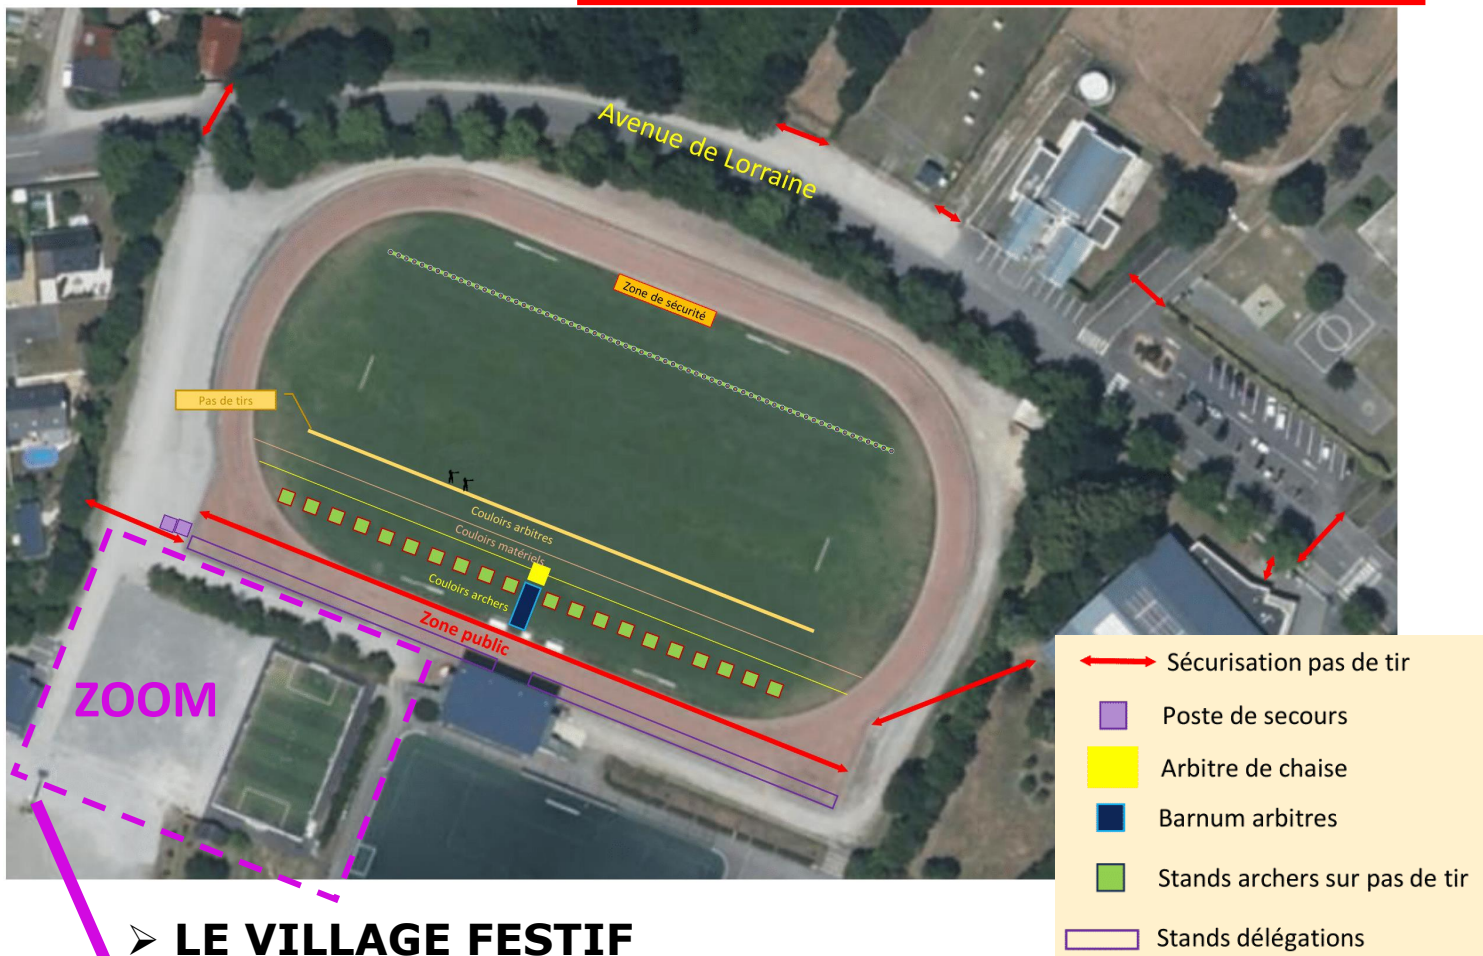 Avenue de Lorraine
Zone de sécurité
Pas de tirs
Couloirs arbitres
Couloirs matériels
Couloirs archers
Zone public
ZOOM
Sécurisation pas de tir
Poste de secours
Arbitre de chaise
Barnum arbitres
Stands archers sur pas de tir
Stands délégations
➢ LE VILLAGE FESTIF